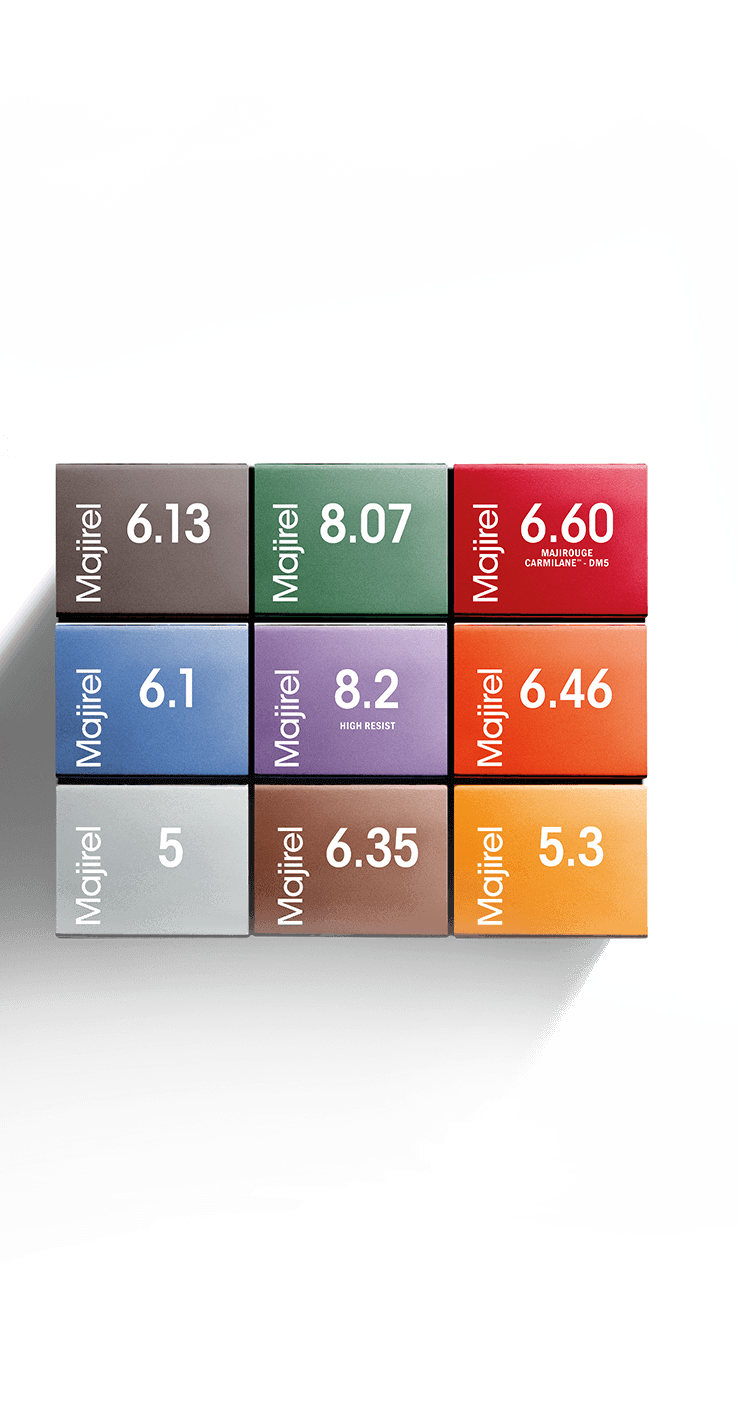 Majirel 6.13
Majirel 8.07
Majirel 6.60
MAJIROUGE
CARMILANE™ - DM5
Majirel 6.1
Majirel 8.2
HIGH RESIST
Majirel 6.46
Majirel 5
Majirel 6.35
Majirel 5.3